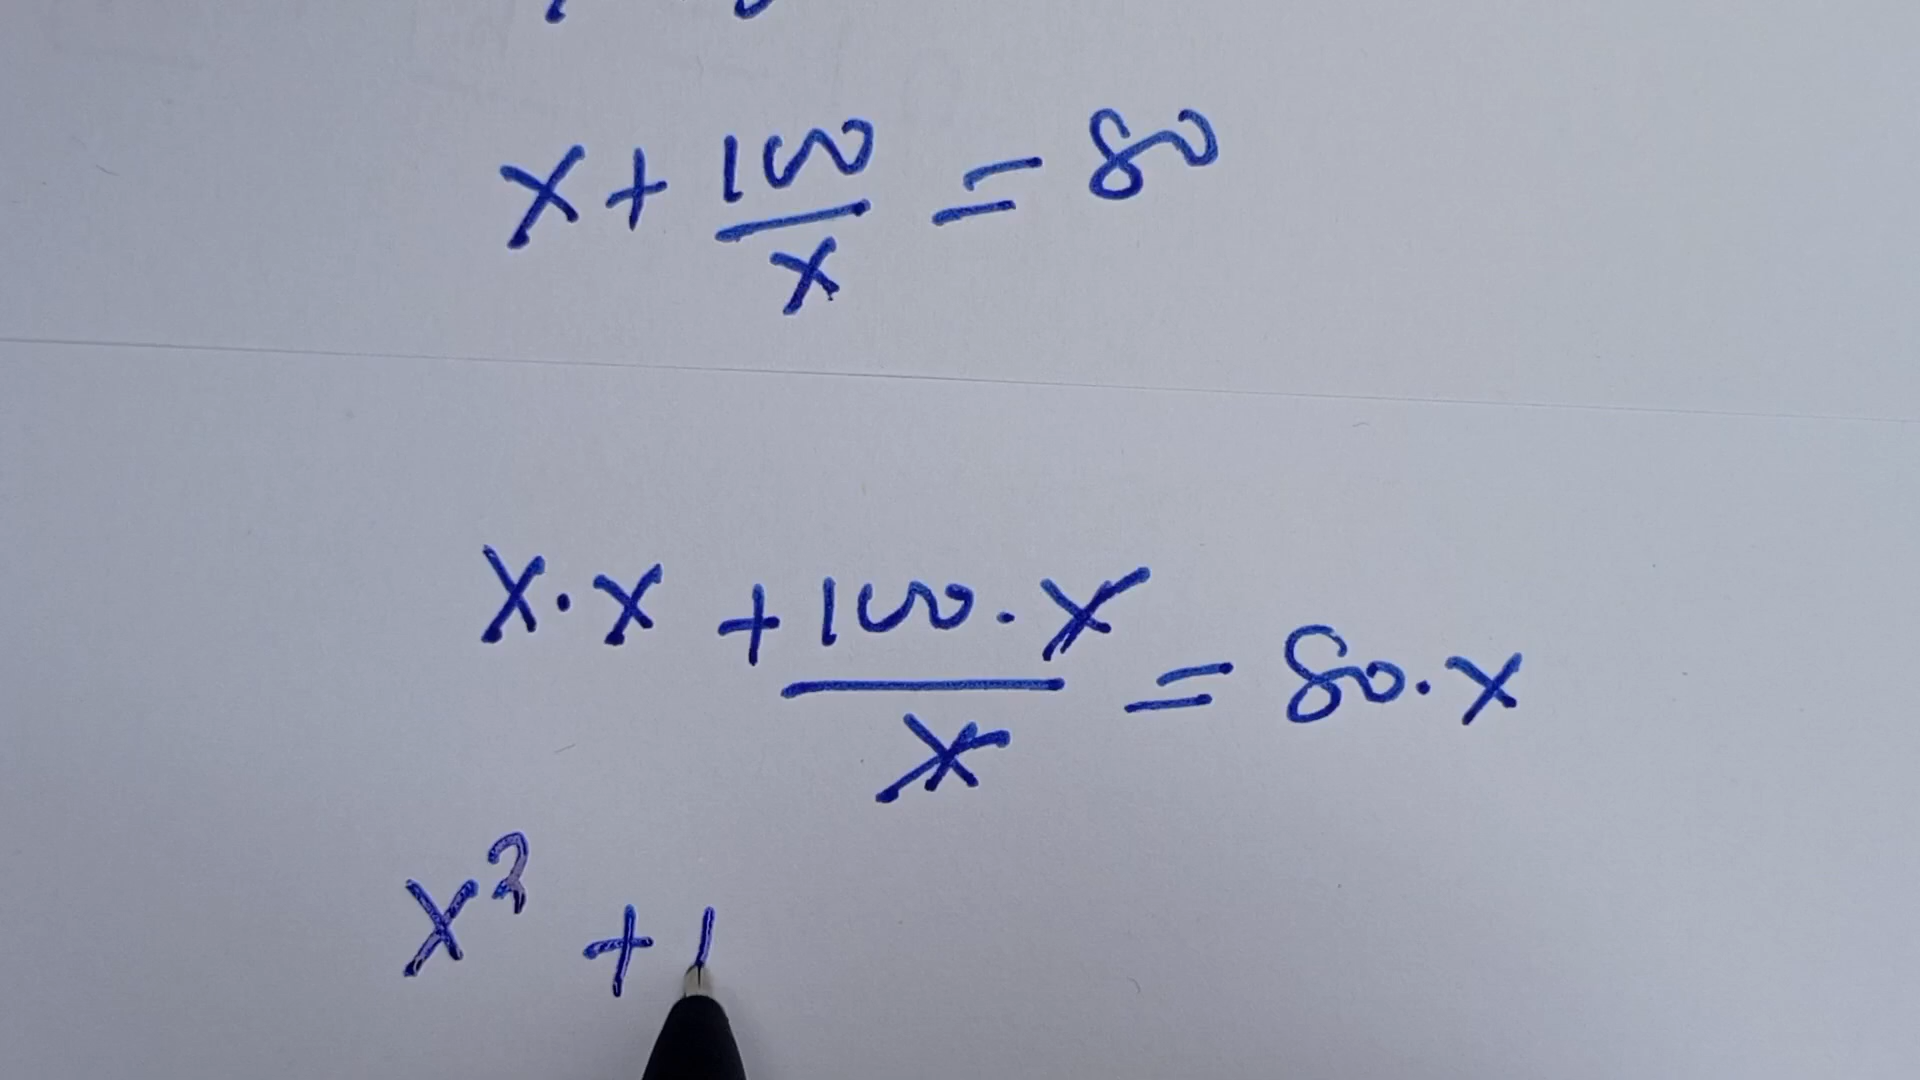 x + 100/x = 80
x·x + 100·x/x = 80·x
x² + 1